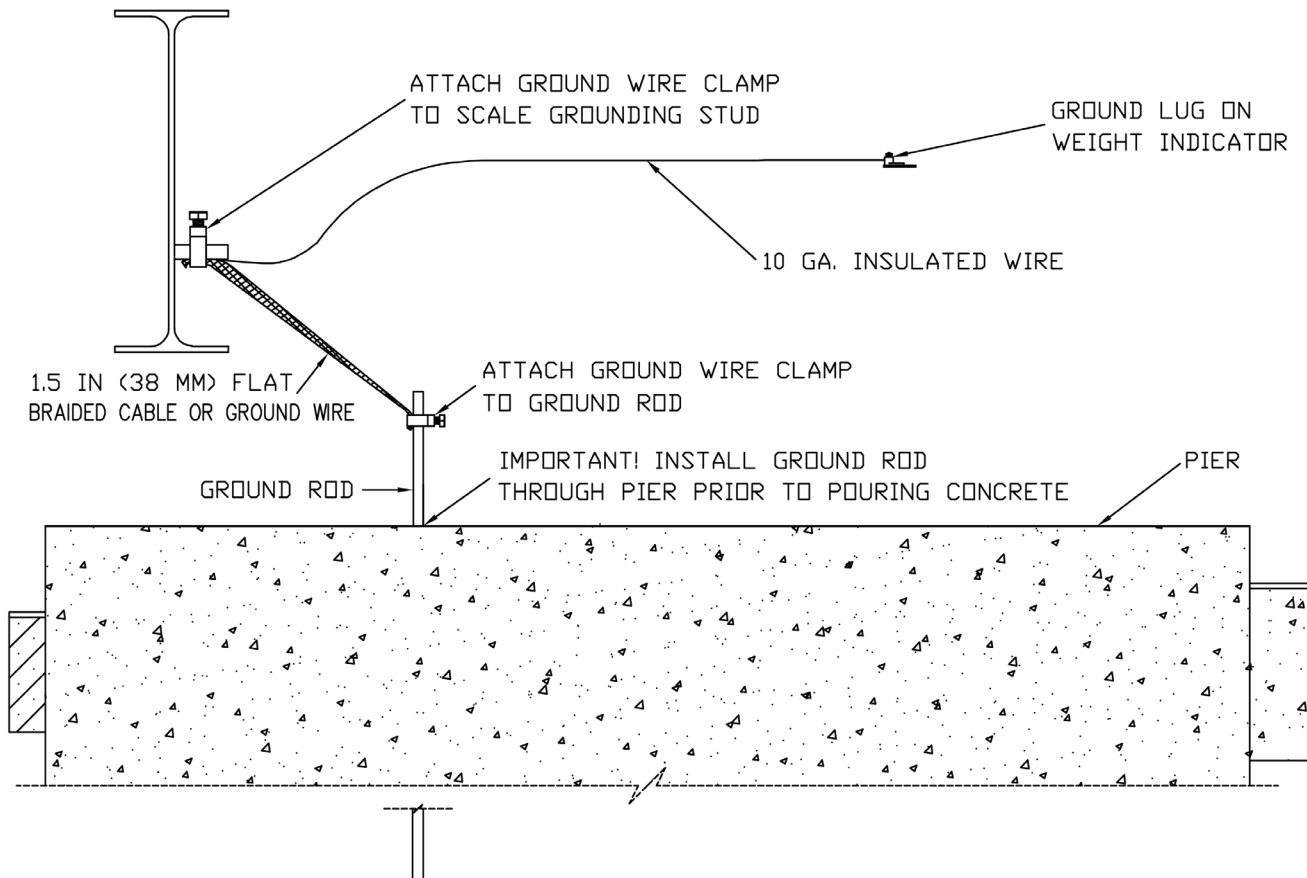 ATTACH GROUND WIRE CLAMP
TO SCALE GROUNDING STUD
GROUND LUG ON
WEIGHT INDICATOR
10 GA. INSULATED WIRE
1.5 IN (38 MM) FLAT
BRAIDED CABLE OR GROUND WIRE
ATTACH GROUND WIRE CLAMP
TO GROUND ROD
GROUND ROD
IMPORTANT! INSTALL GROUND ROD
THROUGH PIER PRIOR TO POURING CONCRETE
PIER